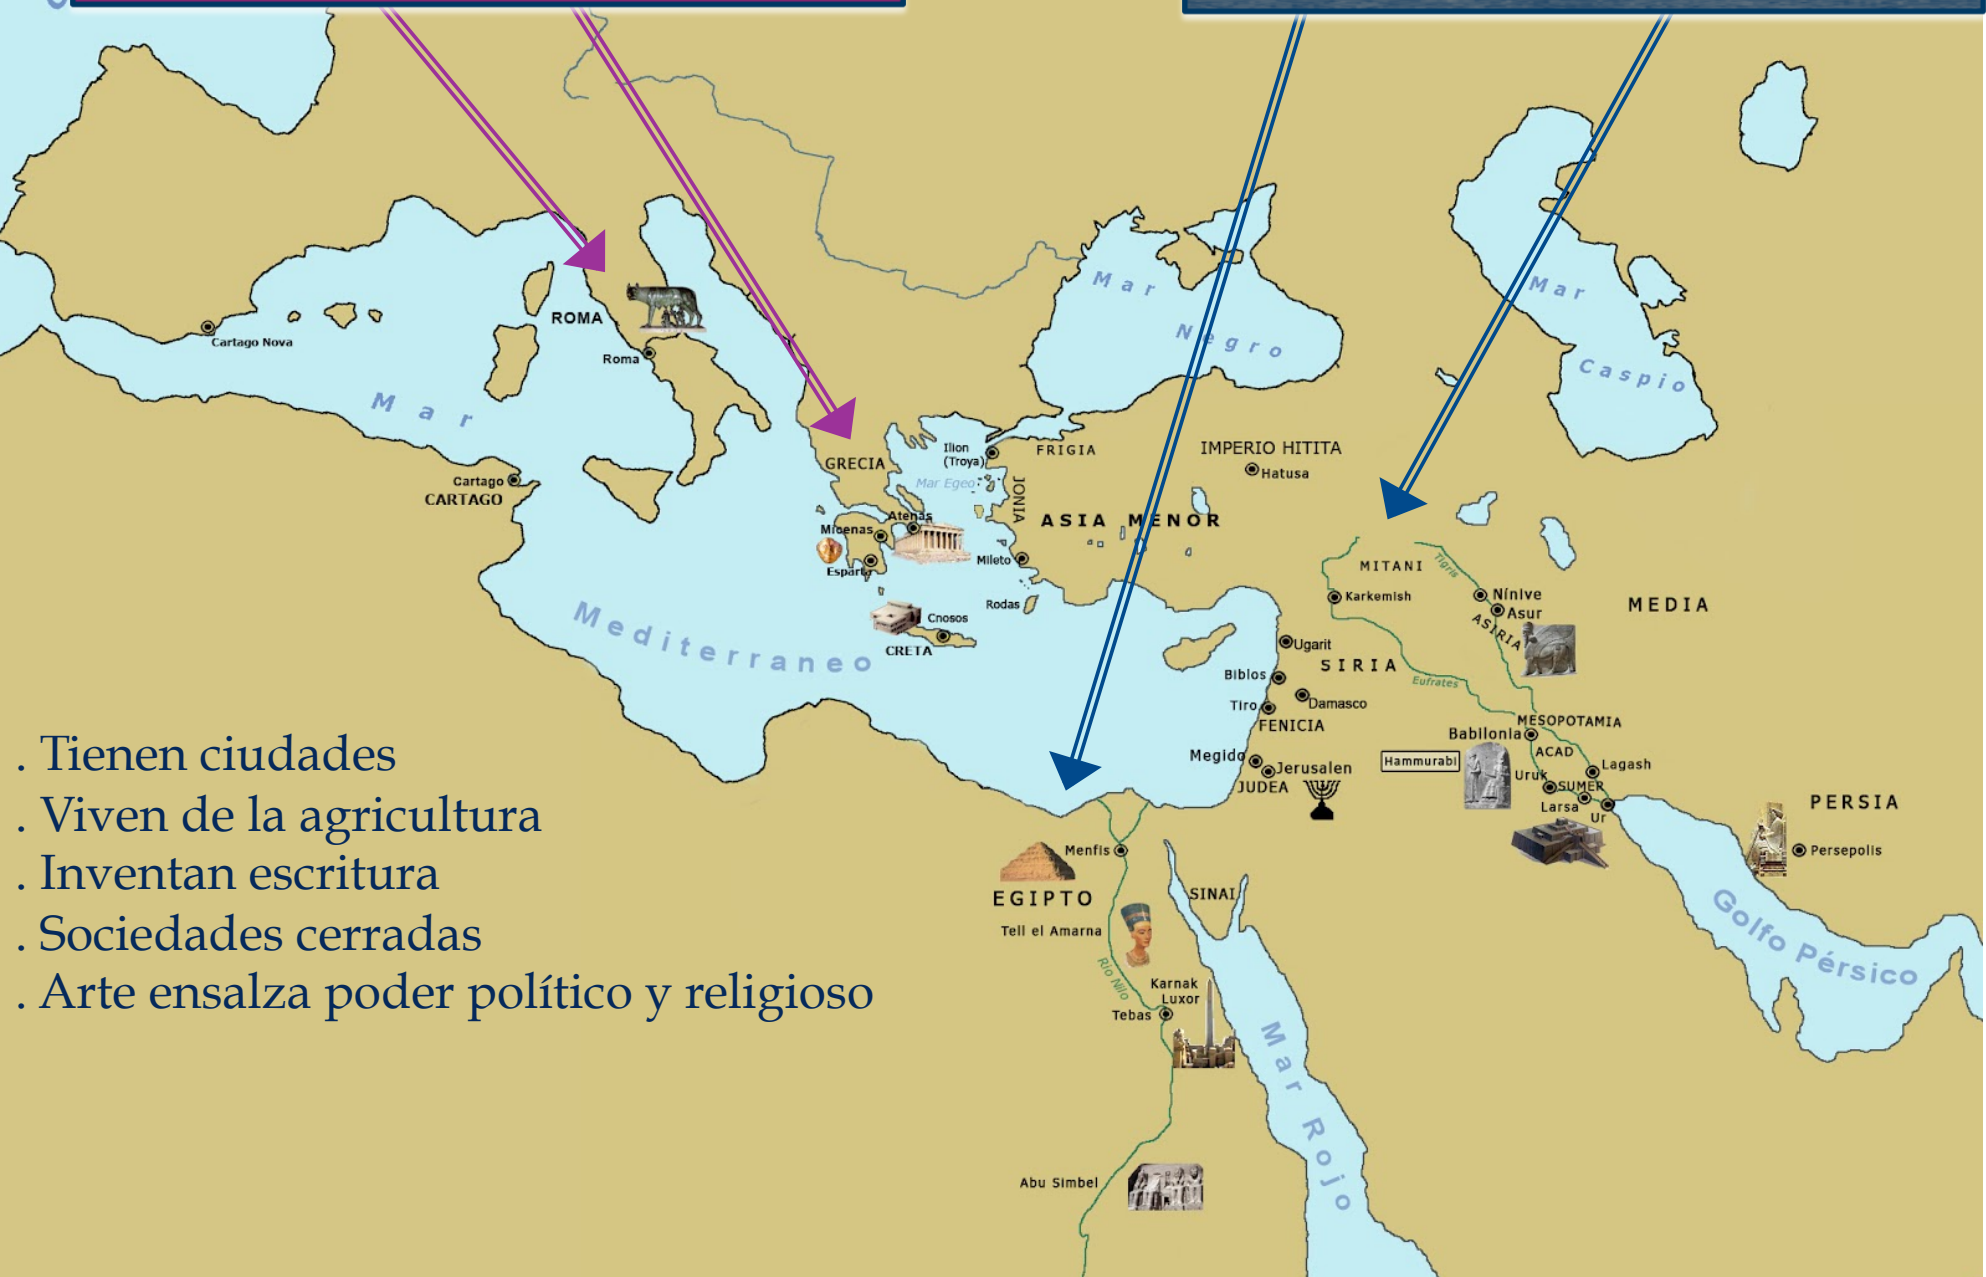 Mar
Negro
Mar
Caspio
ROMA
Roma
Cartago Nova
Mar
Mediterraneo
Cartago
CARTAGO
GRECIA
Ilion
(Troya)
Mar Egeo
JONIA
FRIGIA
IMPERIO HITITA
Hatusa
ASIA MENOR
Atenas
Micenas
Esparta
Mileto
Rodas
Cnosos
CRETA
MITANI
Tigris
Karkemish
Nínive
Asur
ASIRIA
MEDIA
Ugarit
SIRIA
Biblos
Eufrates
Damasco
Tiro
FENICIA
MESOPOTAMIA
Babilonia
ACAD
Hammurabi
Lagash
Uruk
SUMER
Larsa
Ur
Megido
Jerusalen
JUDEA
PERSIA
Persepolis
Golfo Pérsico
Menfis
EGIPTO
SINAI
Tell el Amarna
Río Nilo
Karnak
Luxor
Tebas
Mar Rojo
Abu Simbel
. Tienen ciudades
. Viven de la agricultura
. Inventan escritura
. Sociedades cerradas
. Arte ensalza poder político y religioso